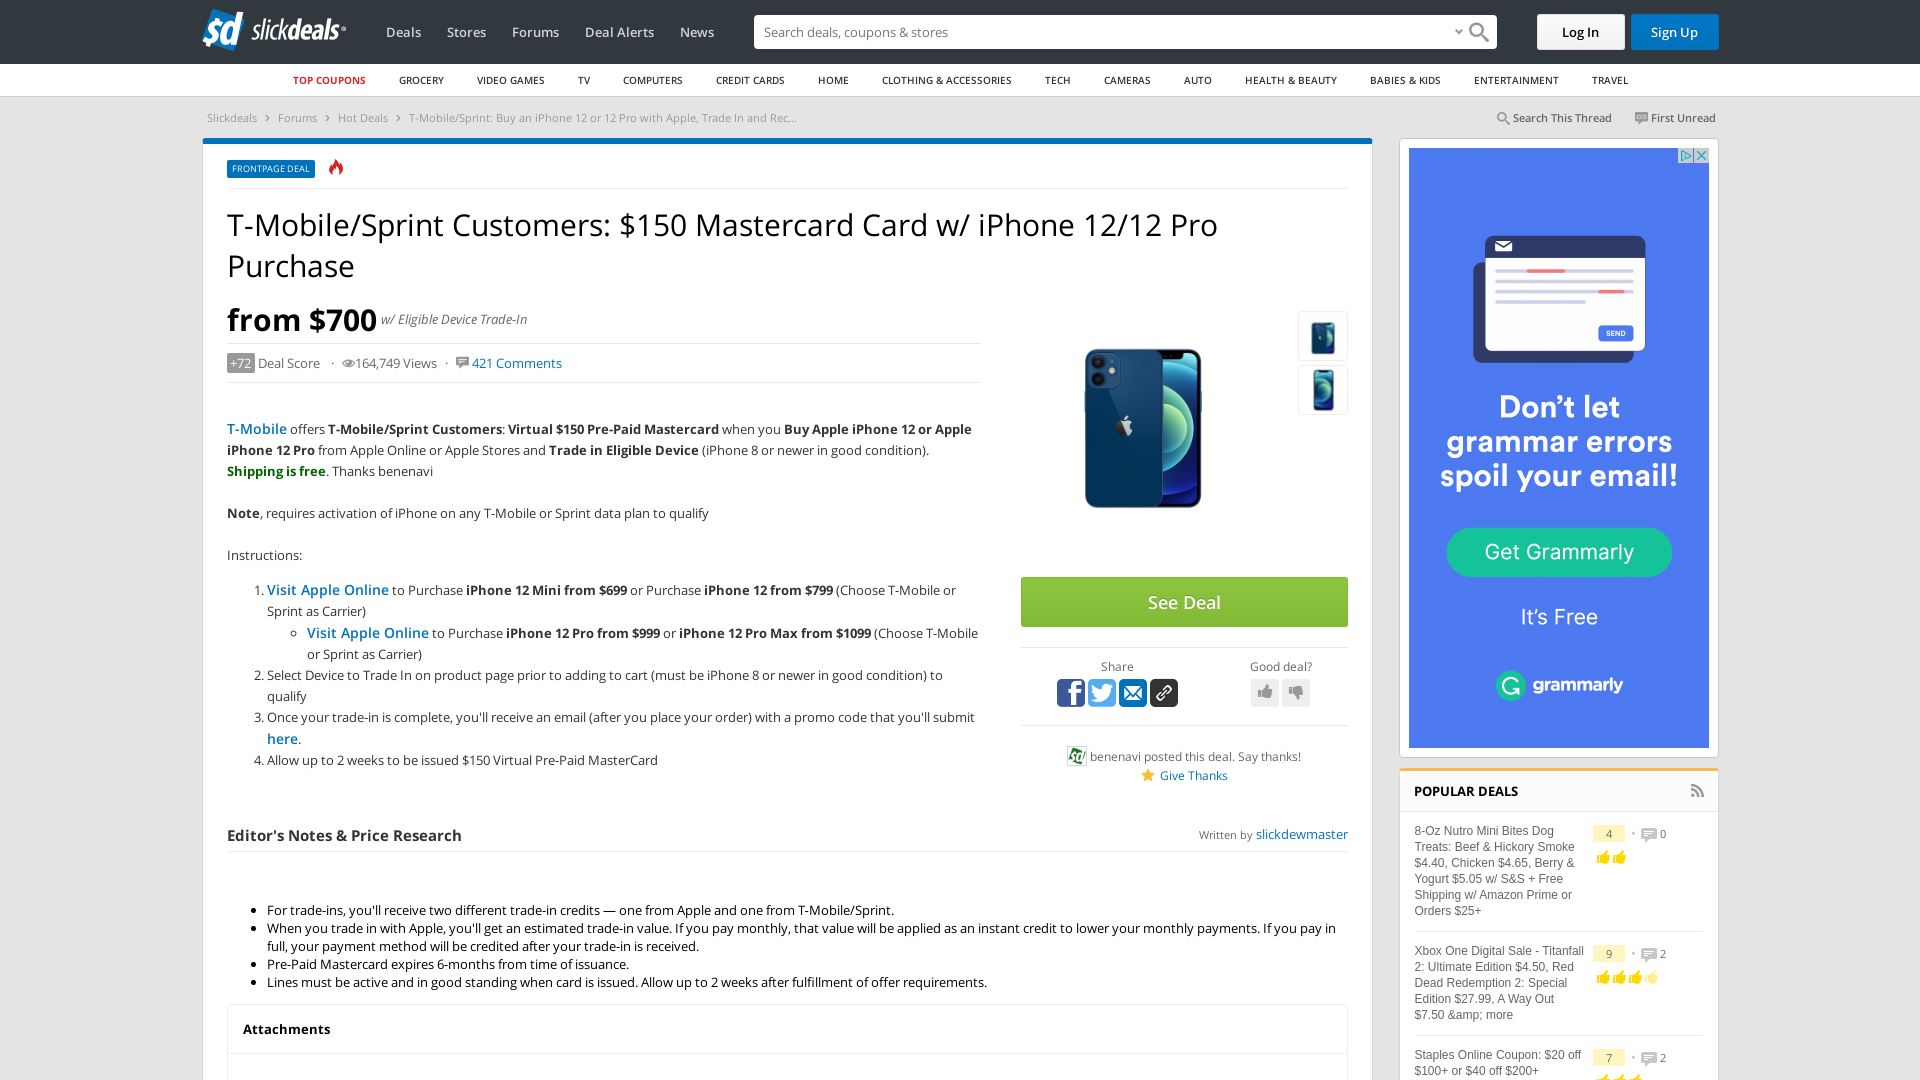 slickdeals
Deals
Stores
Forums
Deal Alerts
News
Search deals, coupons & stores
Log In
Sign Up
TOP COUPONS
GROCERY
VIDEO GAMES
TV
COMPUTERS
CREDIT CARDS
HOME
CLOTHING & ACCESSORIES
TECH
CAMERAS
AUTO
HEALTH & BEAUTY
BABIES & KIDS
ENTERTAINMENT
TRAVEL
Slickdeals › Forums › Hot Deals › T-Mobile/Sprint: Buy an iPhone 12 or 12 Pro with Apple, Trade In and Rec...
Search This Thread
First Unread
FRONTPAGE DEAL
T-Mobile/Sprint Customers: $150 Mastercard Card w/ iPhone 12/12 Pro
Purchase
from $700 w/ Eligible Device Trade-In
+72 Deal Score · 164,749 Views · 421 Comments
T-Mobile offers T-Mobile/Sprint Customers: Virtual $150 Pre-Paid Mastercard when you Buy Apple iPhone 12 or Apple
iPhone 12 Pro from Apple Online or Apple Stores and Trade in Eligible Device (iPhone 8 or newer in good condition).
Shipping is free. Thanks benenavi
Note, requires activation of iPhone on any T-Mobile or Sprint data plan to qualify
Instructions:
1. Visit Apple Online to Purchase iPhone 12 Mini from $699 or Purchase iPhone 12 from $799 (Choose T-Mobile or
Sprint as Carrier)
Visit Apple Online to Purchase iPhone 12 Pro from $999 or iPhone 12 Pro Max from $1099 (Choose T-Mobile
or Sprint as Carrier)
2. Select Device to Trade In on product page prior to adding to cart (must be iPhone 8 or newer in good condition) to
qualify
3. Once your trade-in is complete, you'll receive an email (after you place your order) with a promo code that you'll submit
here.
4. Allow up to 2 weeks to be issued $150 Virtual Pre-Paid MasterCard
See Deal
Share
Good deal?
benenavi posted this deal. Say thanks!
Give Thanks
Editor's Notes & Price Research
Written by slickdewmaster
• For trade-ins, you'll receive two different trade-in credits — one from Apple and one from T-Mobile/Sprint.
• When you trade in with Apple, you'll get an estimated trade-in value. If you pay monthly, that value will be applied as an instant credit to lower your monthly payments. If you pay in
full, your payment method will be credited after your trade-in is received.
• Pre-Paid Mastercard expires 6-months from time of issuance.
• Lines must be active and in good standing when card is issued. Allow up to 2 weeks after fulfillment of offer requirements.
Attachments
SEND
Don't let
grammar errors
spoil your email!
Get Grammarly
It's Free
grammarly
POPULAR DEALS
8-Oz Nutro Mini Bites Dog
Treats: Beef & Hickory Smoke
$4.40, Chicken $4.65, Berry &
Yogurt $5.05 w/ S&S + Free
Shipping w/ Amazon Prime or
Orders $25+
4 • 0
Xbox One Digital Sale - Titanfall
2: Ultimate Edition $4.50, Red
Dead Redemption 2: Special
Edition $27.99, A Way Out
$7.50 &amp; more
9 • 2
Staples Online Coupon: $20 off
$100+ or $40 off $200+
7 • 2